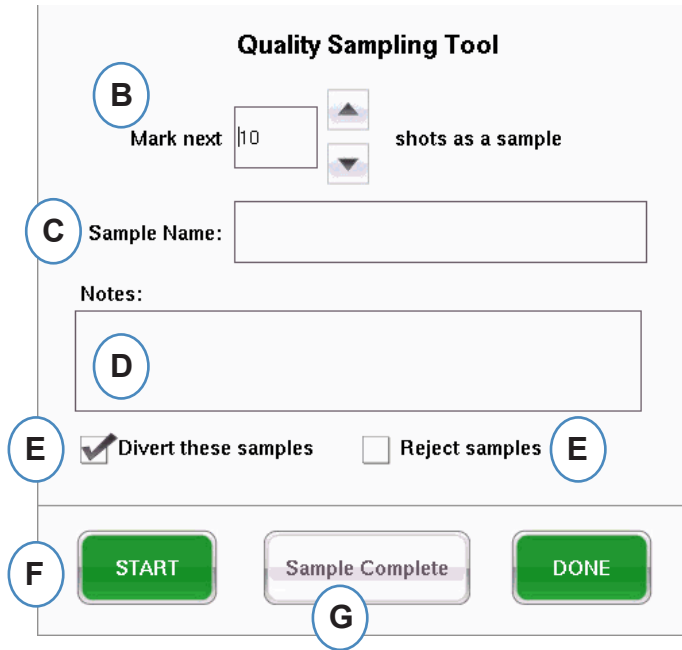 Quality Sampling Tool
B
Mark next 10 shots as a sample
C Sample Name:
Notes:
D
E Divert these samples Reject samples E
F START Sample Complete DONE
G